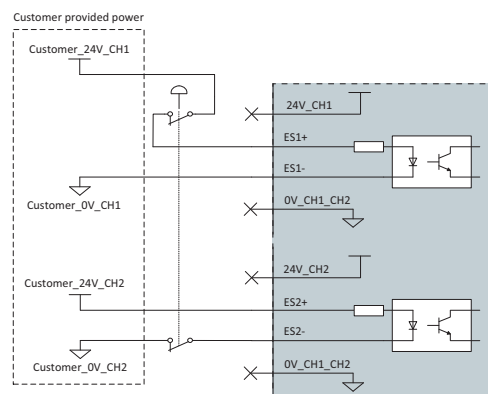 Customer provided power
Customer_24V_CH1
24V_CH1
ES1+
ES1-
Customer_0V_CH1
0V_CH1_CH2
24V_CH2
Customer_24V_CH2
ES2+
ES2-
Customer_0V_CH2
0V_CH1_CH2